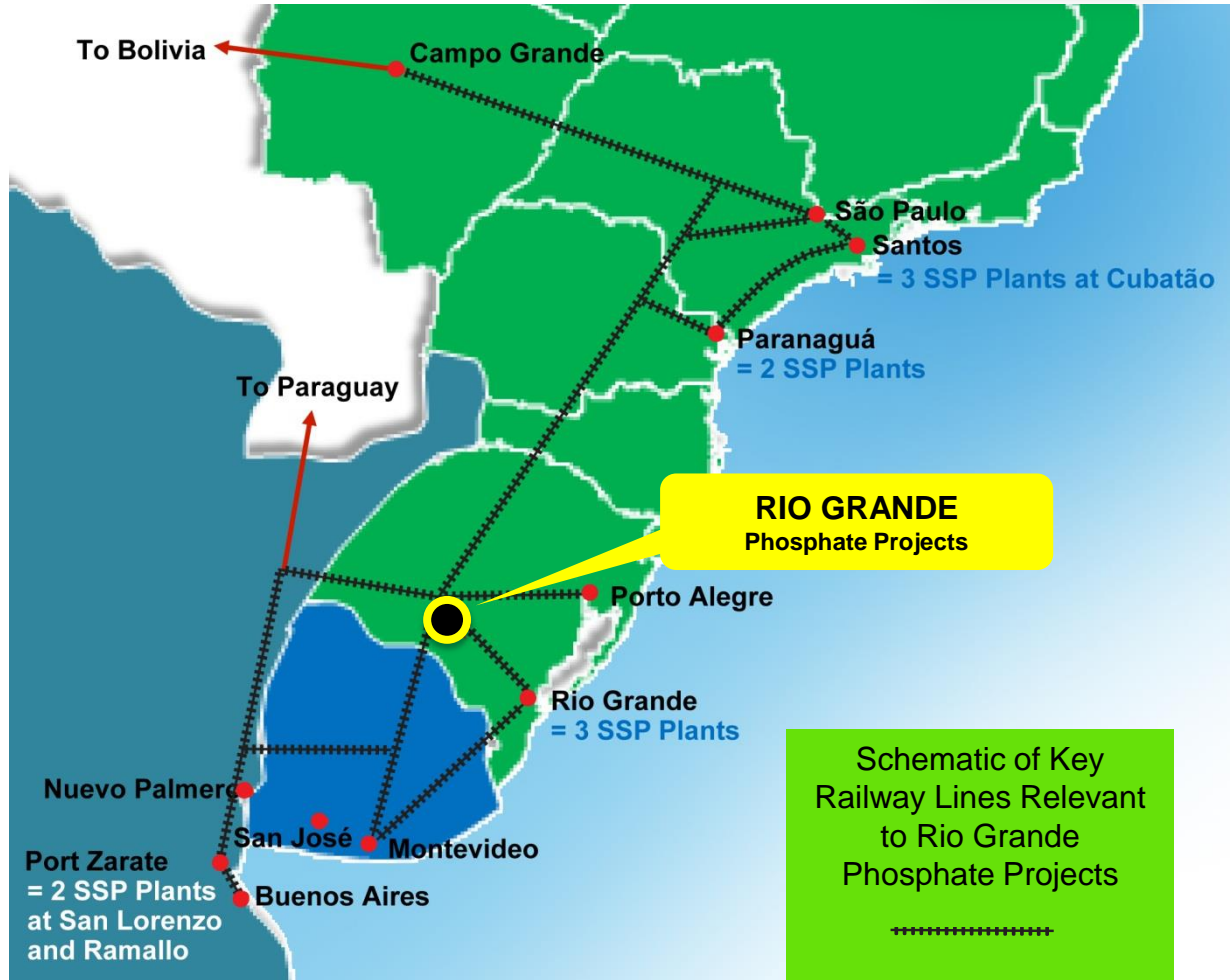 To Bolivia
Campo Grande
São Paulo
Santos
= 3 SSP Plants at Cubatão
Paranaguá
= 2 SSP Plants
To Paraguay
RIO GRANDE
Phosphate Projects
Porto Alegre
Rio Grande
= 3 SSP Plants
Nuevo Palmero
San José
Montevideo
Port Zarate
= 2 SSP Plants
at San Lorenzo
and Ramallo
Buenos Aires
Schematic of Key
Railway Lines Relevant
to Rio Grande
Phosphate Projects